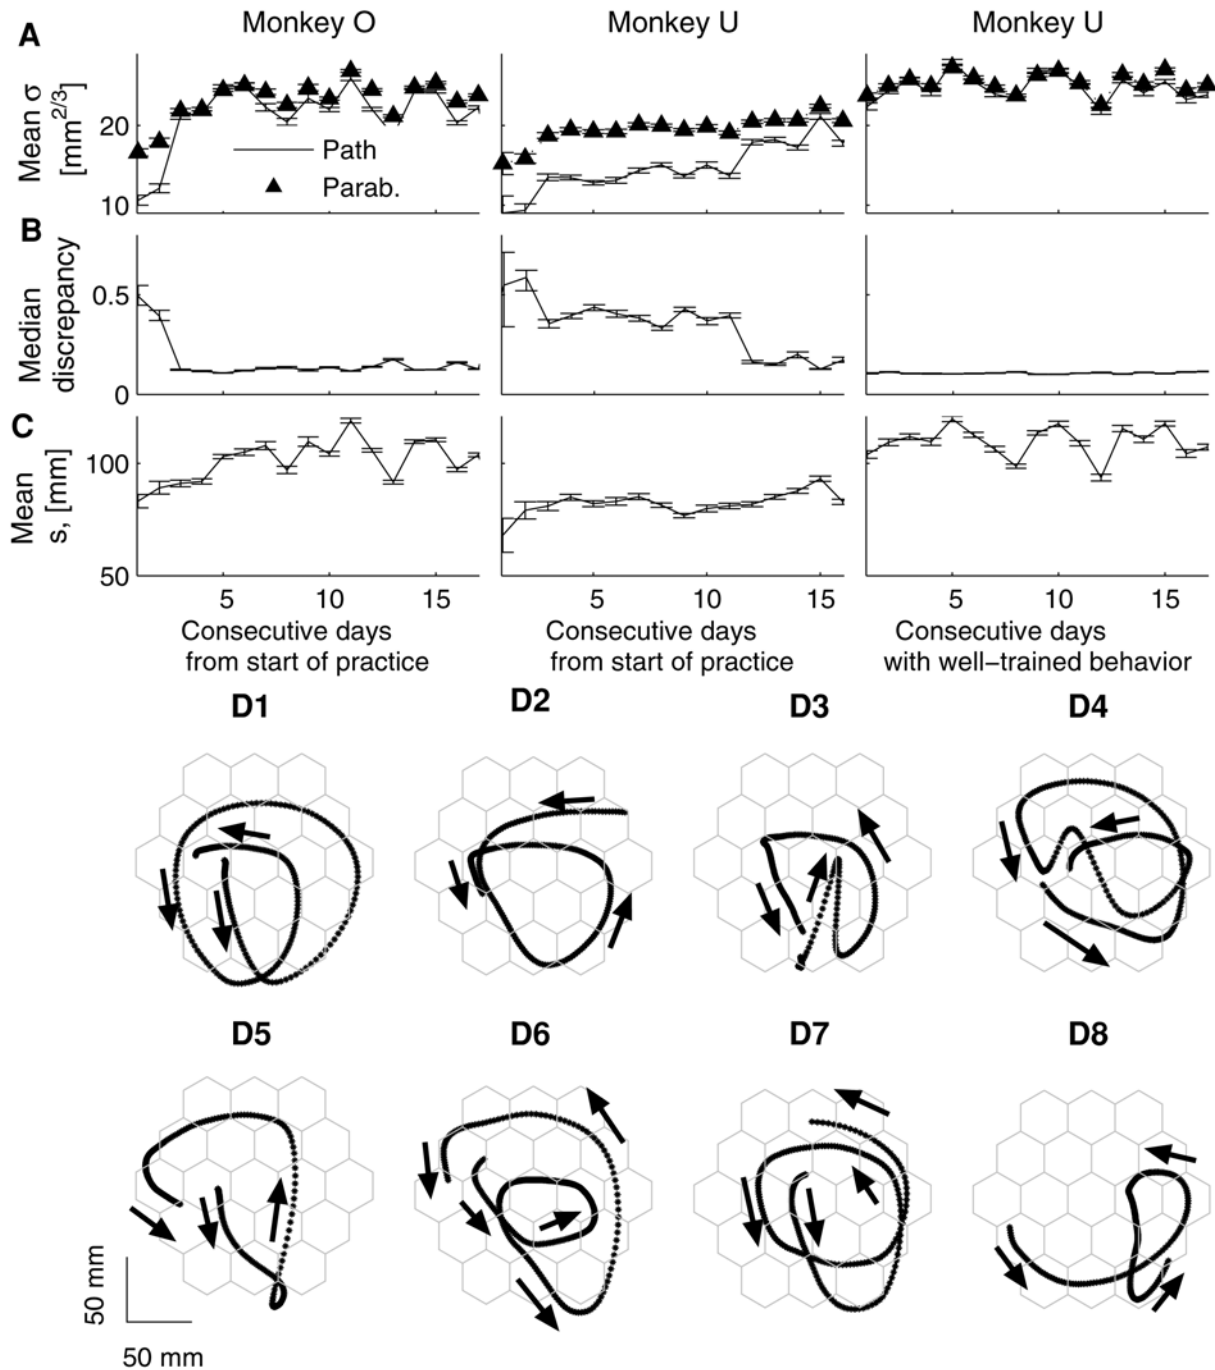 Monkey O
Monkey U
Monkey U
A
Mean σ
[mm2/3]
20
10
Path
Parab.
B
Median
discrepancy
0.5
0
C
Mean
s, [mm]
100
50
5 10 15
5 10 15
5 10 15
Consecutive days
from start of practice
Consecutive days
from start of practice
Consecutive days
with well−trained behavior
D1
D2
D3
D4
D5
D6
D7
D8
50 mm
50 mm